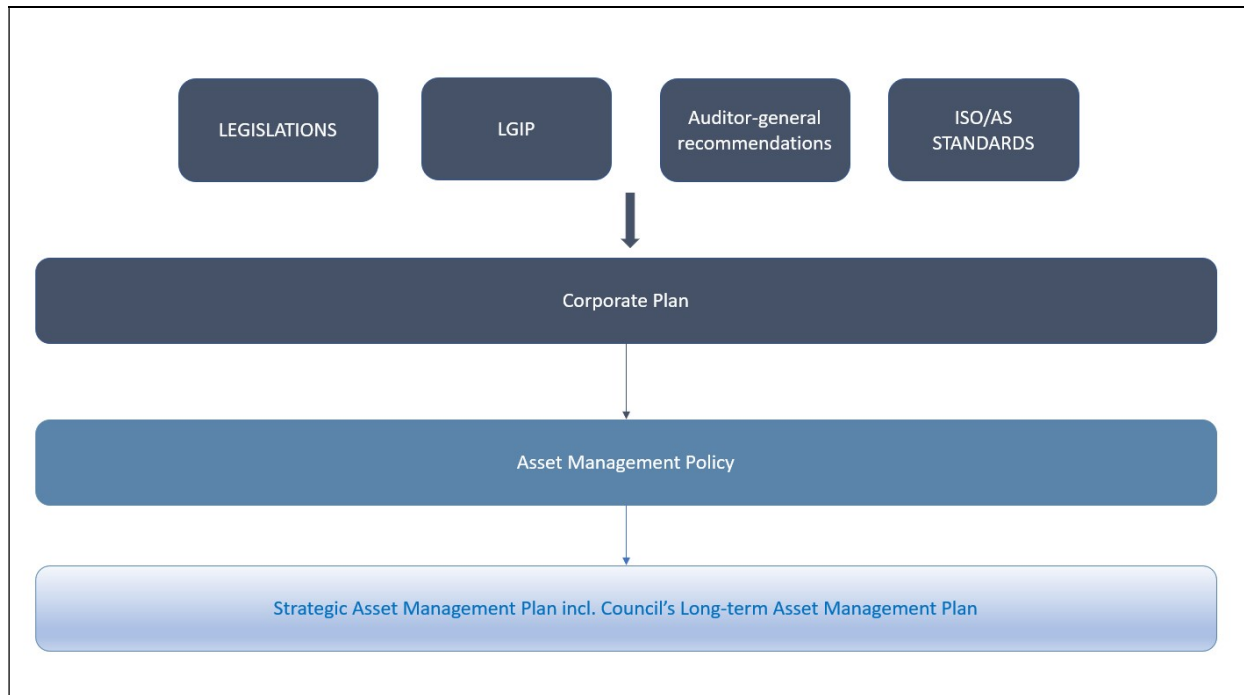 LEGISLATIONS
LGIP
Auditor-general
recommendations
ISO/AS
STANDARDS
Corporate Plan
Asset Management Policy
Strategic Asset Management Plan incl. Council’s Long-term Asset Management Plan